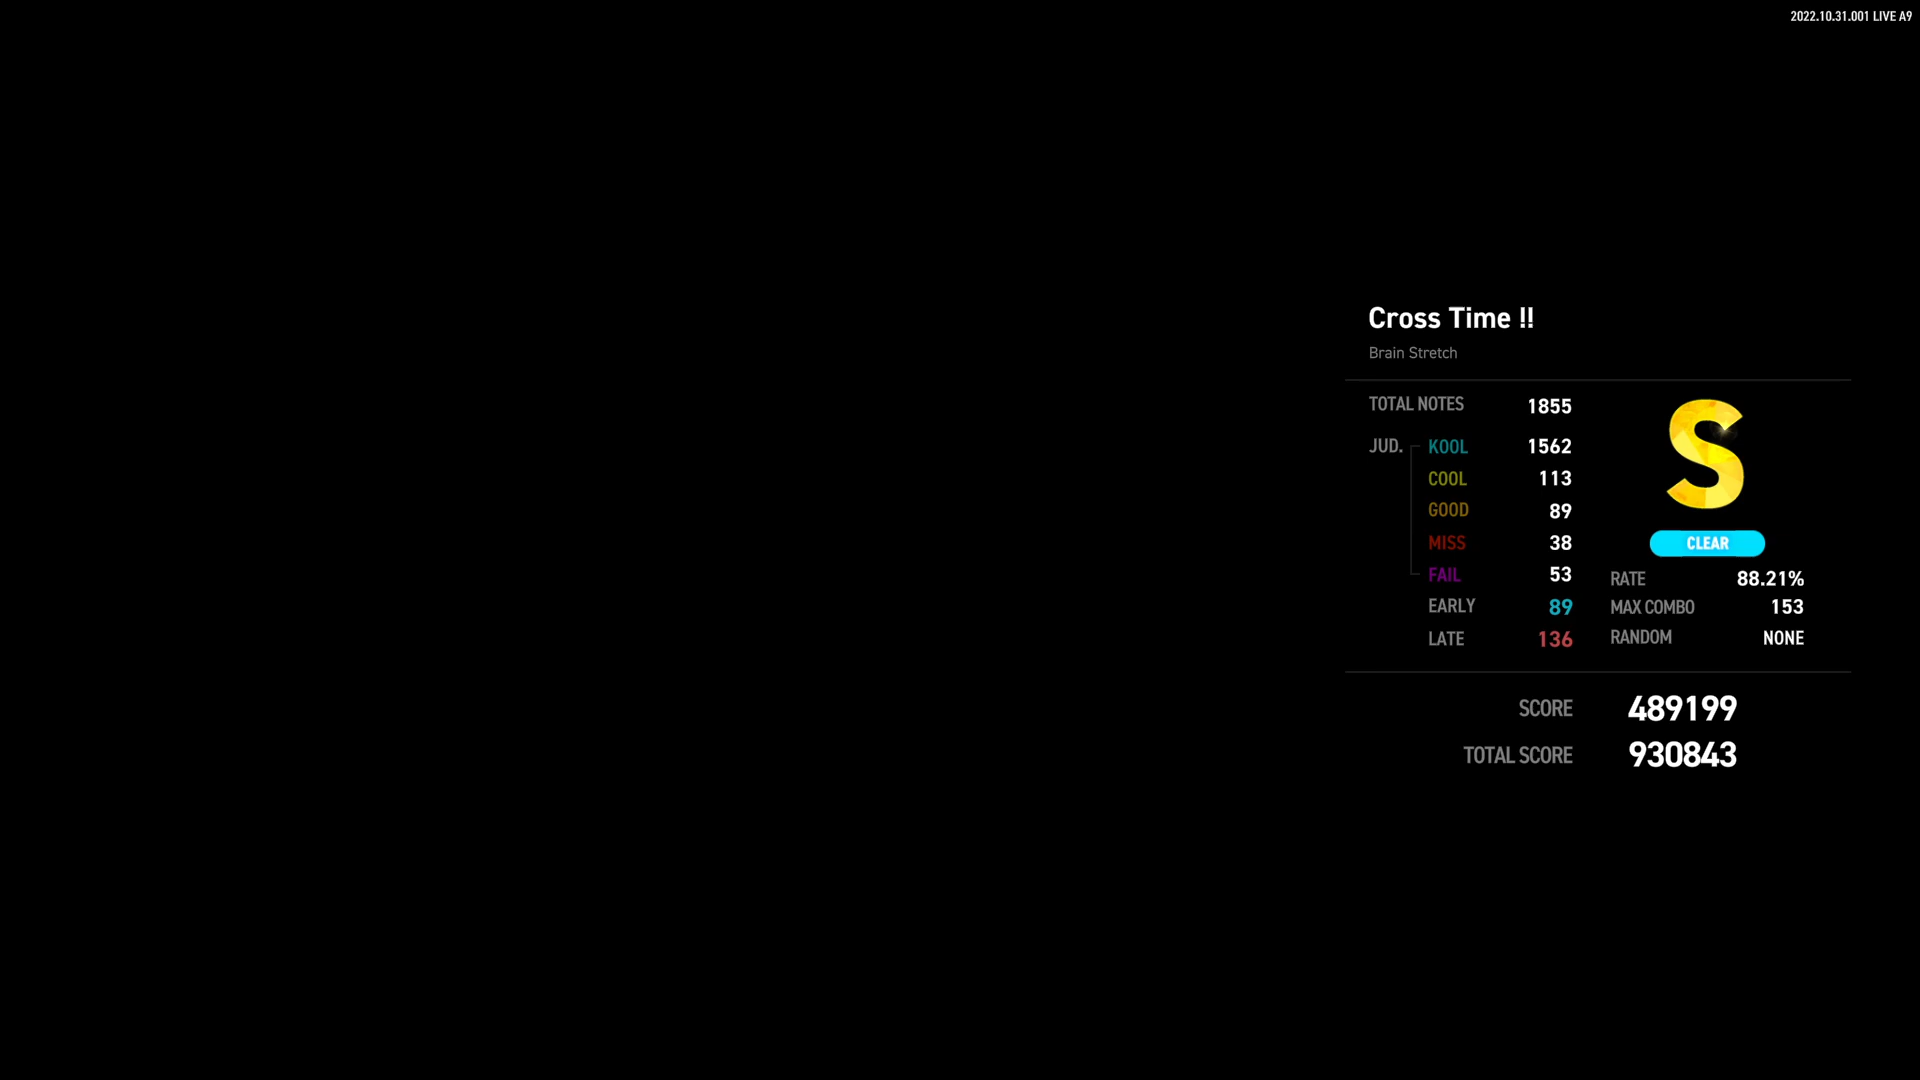 2022.10.31.001 LIVE A9
Cross Time !!
Brain Stretch
TOTAL NOTES 1855
S
JUD. KOOL 1562
COOL 113
GOOD 89
MISS 38
CLEAR
FAIL 53
RATE 88.21%
EARLY 89
MAX COMBO 153
LATE 136
RANDOM NONE
SCORE 489199
TOTAL SCORE 930843